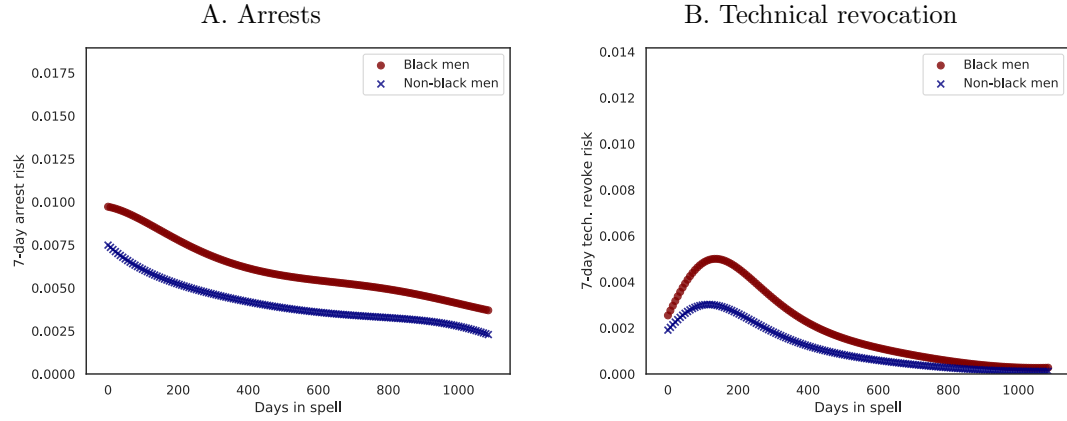 A. Arrests
0.0175
0.0150
0.0125
0.0100
0.0075
0.0050
0.0025
0.0000
7-day arrest risk
Black men
Non-black men
0 200 400 600 800 1000
Days in spell
B. Technical revocation
0.014
0.012
0.010
0.008
0.006
0.004
0.002
0.000
7-day tech. revoke risk
Black men
Non-black men
0 200 400 600 800 1000
Days in spell